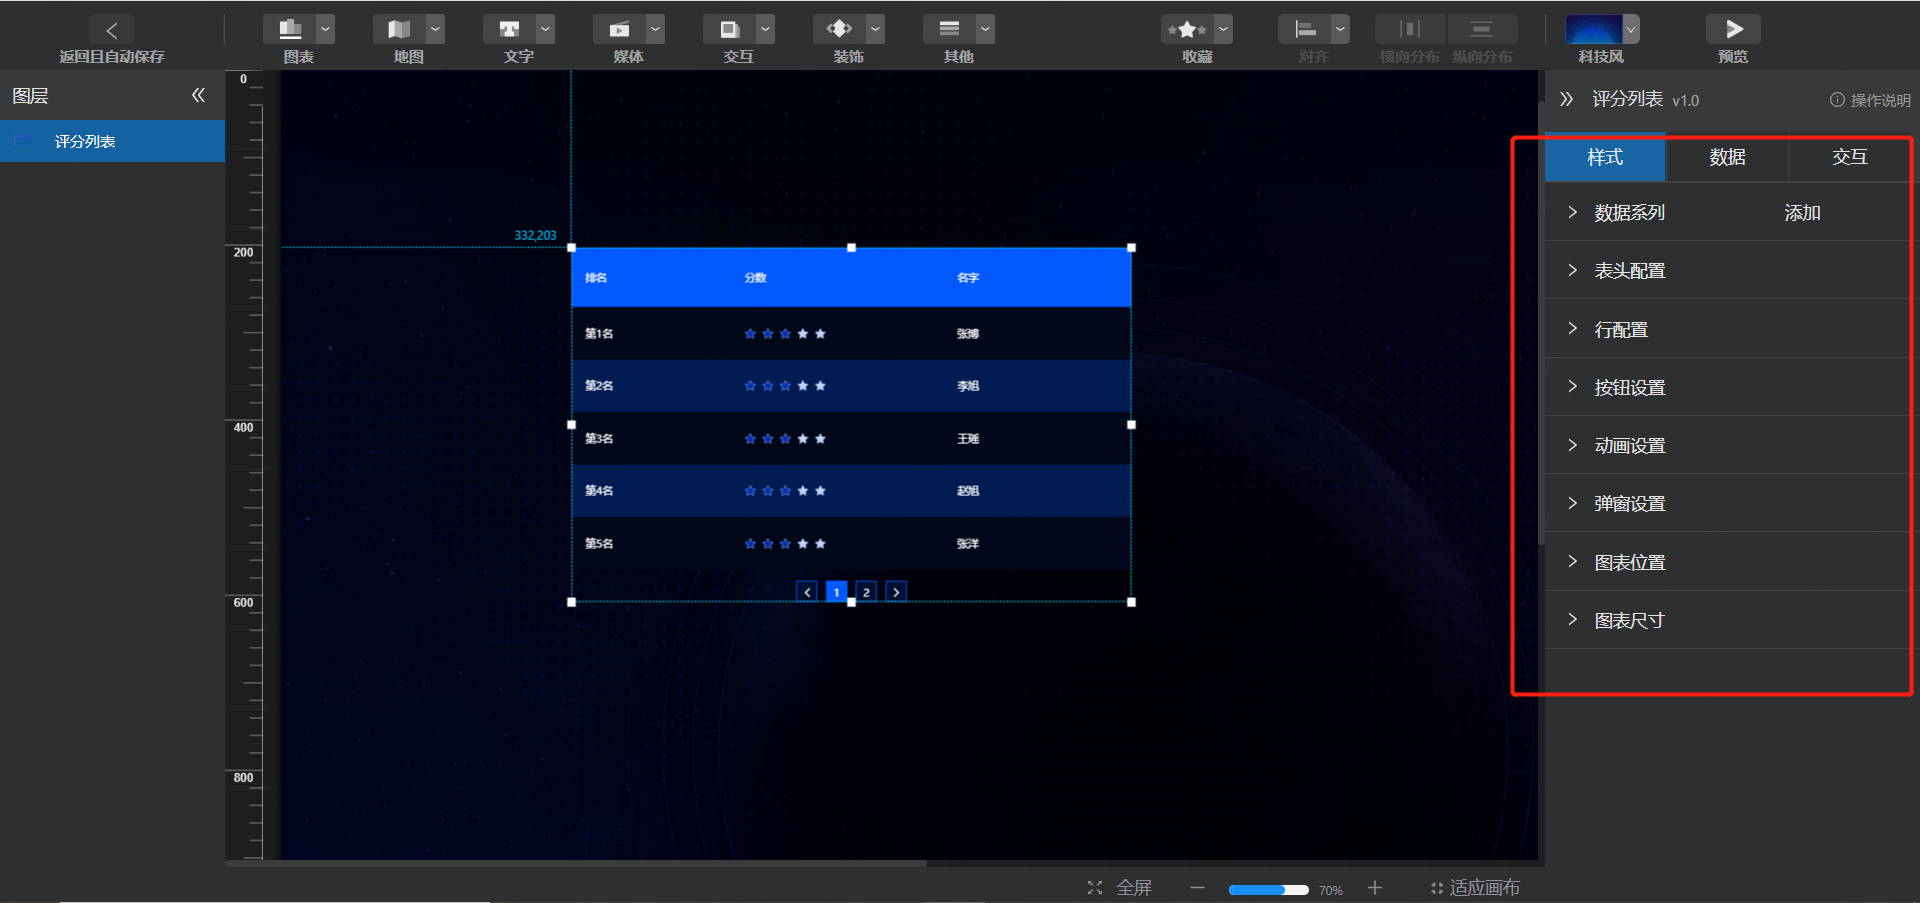 返回且自动保存 图表 地图 文字 媒体 交互 装饰 其他 收藏 对齐 横向分布 纵向分布 科技风 预览
图层
评分列表
0
200
400
600
800
332,203
排名 分数 名字
第1名 张博
第2名 李旭
第3名 王瑶
第4名 赵旭
第5名 张洋
1 2
评分列表 v1.0 操作说明
样式 数据 交互
数据系列 添加
表头配置
行配置
按钮设置
动画设置
弹窗设置
图表位置
图表尺寸
全屏 70% 适应画布